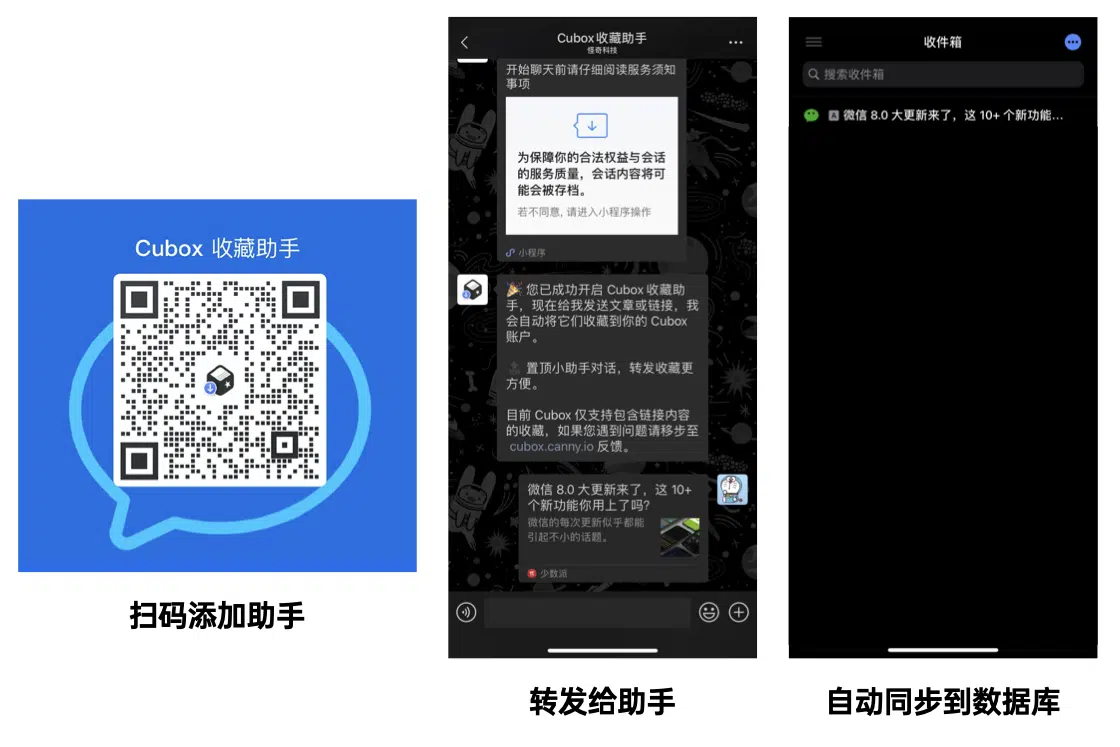 Cubox 收藏助手
扫码添加助手
Cubox收藏助手
怪奇科技
开始聊天前请仔细阅读服务须知
事项
为保障你的合法权益与会话
的服务质量，会话内容将可
能会被存档。
若不同意, 请进入小程序操作
小程序
🎉 您已成功开启 Cubox 收藏助
手，现在给我发送文章或链接，我
会自动将它们收藏到你的 Cubox
账户。
置顶小助手对话，转发收藏更
方便。
目前 Cubox 仅支持包含链接内容
的收藏，如果您遇到问题请移步至
cubox.canny.io 反馈。
微信 8.0 大更新来了，这 10+
个新功能你用上了吗?
微信的每次更新似乎都能
引起不小的话题。
少数派
转发给助手
收件箱
搜索收件箱
A 微信 8.0 大更新来了，这 10+ 个新功能...
自动同步到数据库